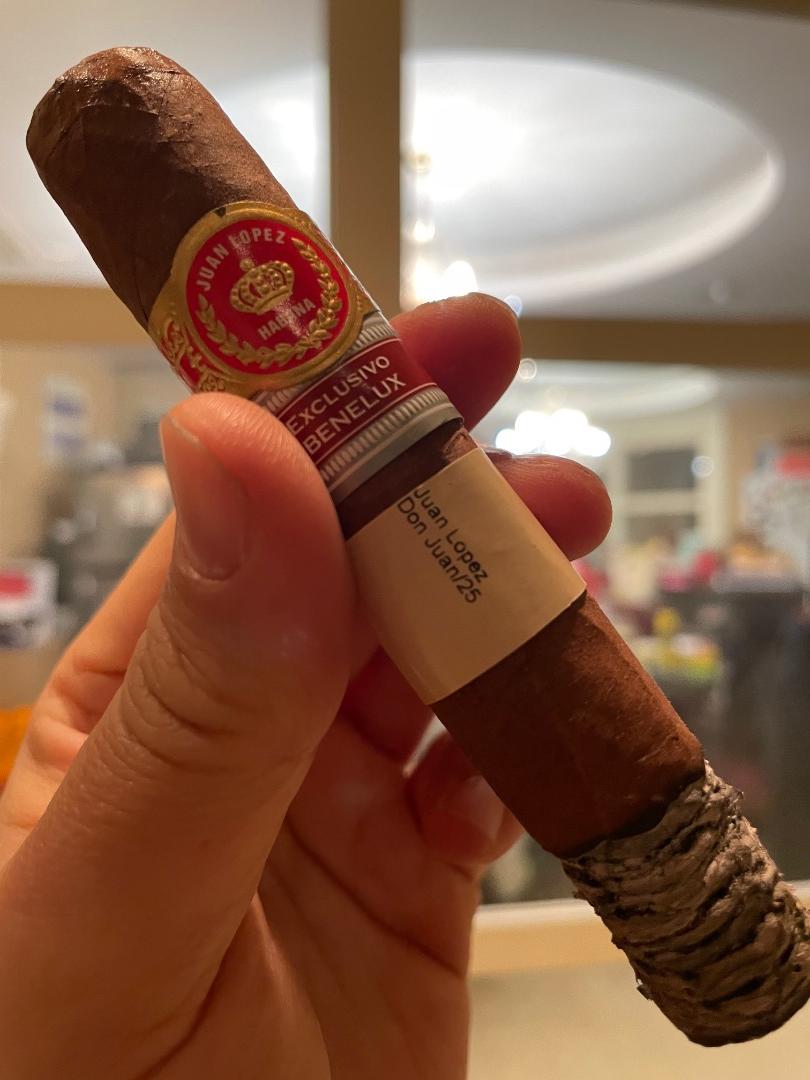 JUAN LOPEZ
HABANA
EXCLUSIVO
BENELUX
Juan Lopez
Don Juan/25